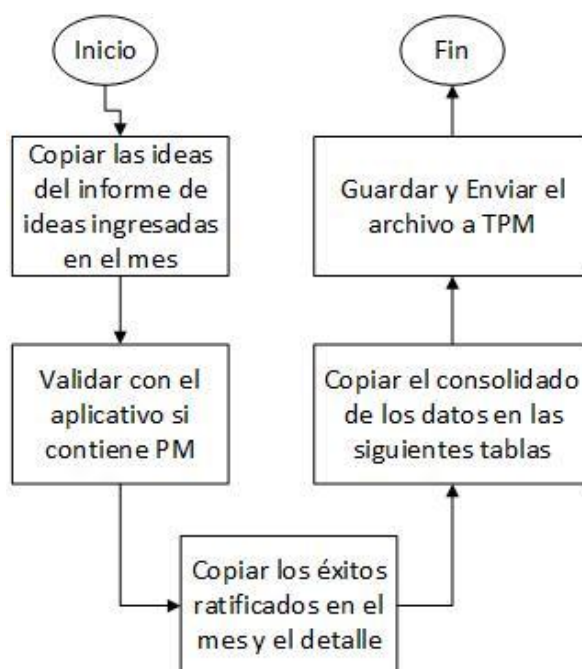 Inicio
Copiar las ideas
del informe de
ideas ingresadas
en el mes
Validar con el
aplicativo si
contiene PM
Copiar los éxitos
ratificados en el
mes y el detalle
Copiar el consolidado
de los datos en las
siguientes tablas
Guardar y Enviar el
archivo a TPM
Fin